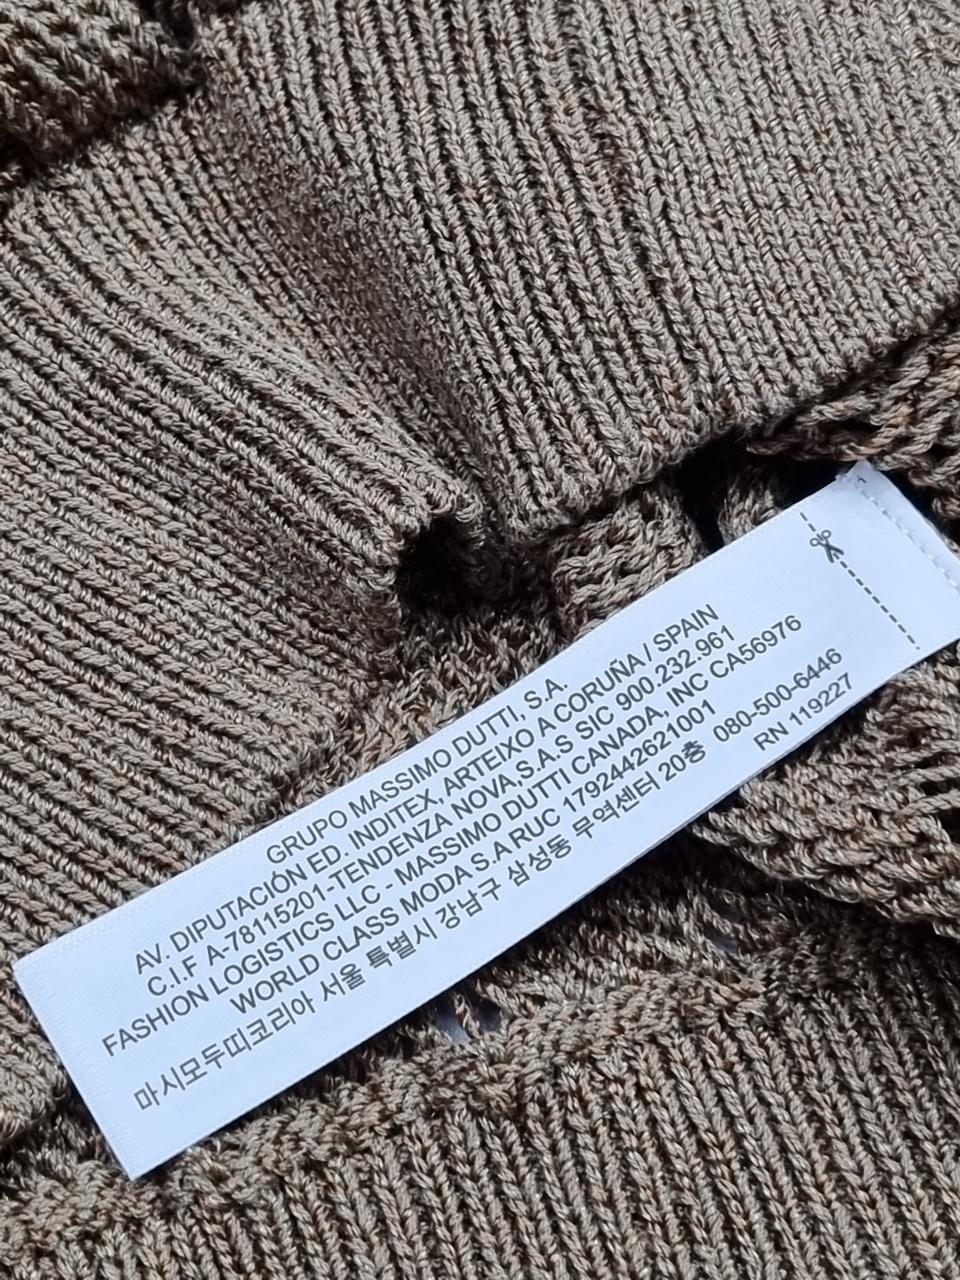 GRUPO MASSIMO DUTTI, S.A.
AV. DIPUTACIÓN ED. INDITEX, ARTEIXO A CORUÑA / SPAIN
C.I.F A-78115201-TENDENZA NOVA, S.A.S SIC 900.232.961
FASHION LOGISTICS LLC - MASSIMO DUTTI CANADA, INC CA56976
WORLD CLASS MODA S.A RUC 1792442621001
마시모두띠코리아 서울 특별시 강남구 삼성동 무역센터 20층 080-500-6446
RN 119227